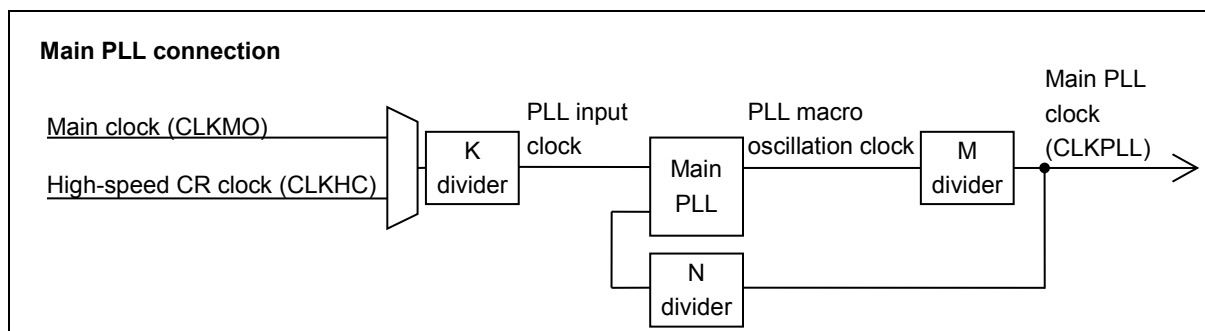 Main PLL connection
Main clock (CLKMO)
High-speed CR clock (CLKHC)
K
divider
PLL input
clock
Main
PLL
PLL macro
oscillation clock
M
divider
Main PLL
clock
(CLKPLL)
N
divider